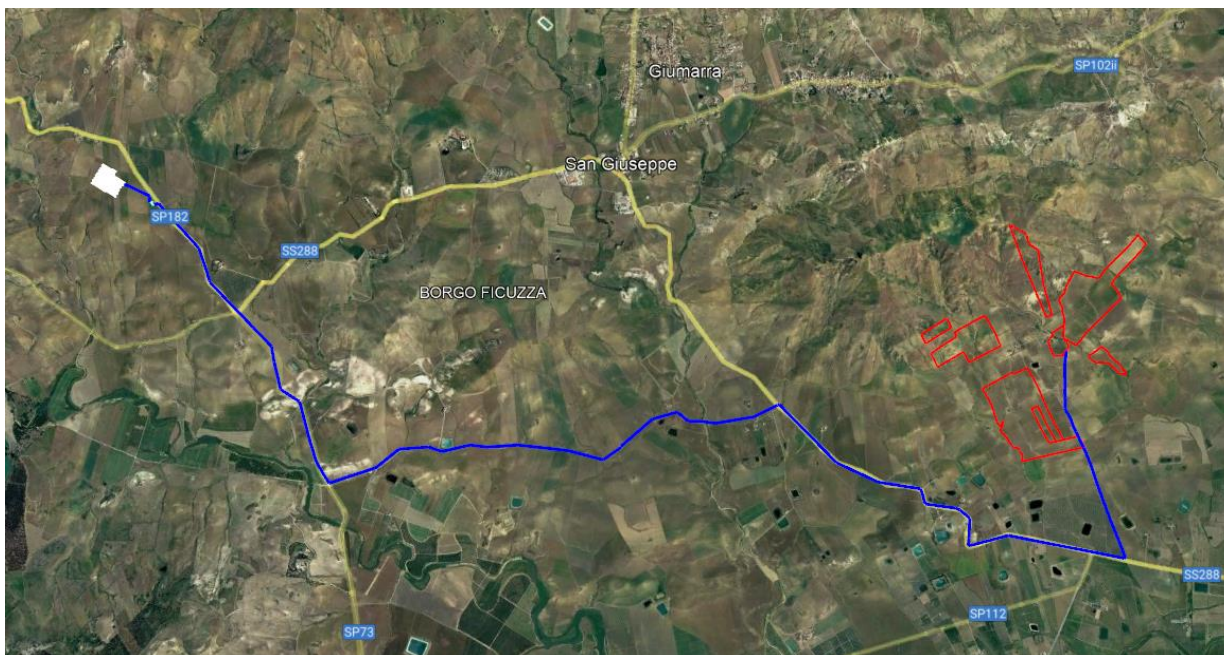 SP102ii
Giumarra
San Giuseppe
SP182
SS288
BORGO FICUZZA
SS288
SP112
SP73